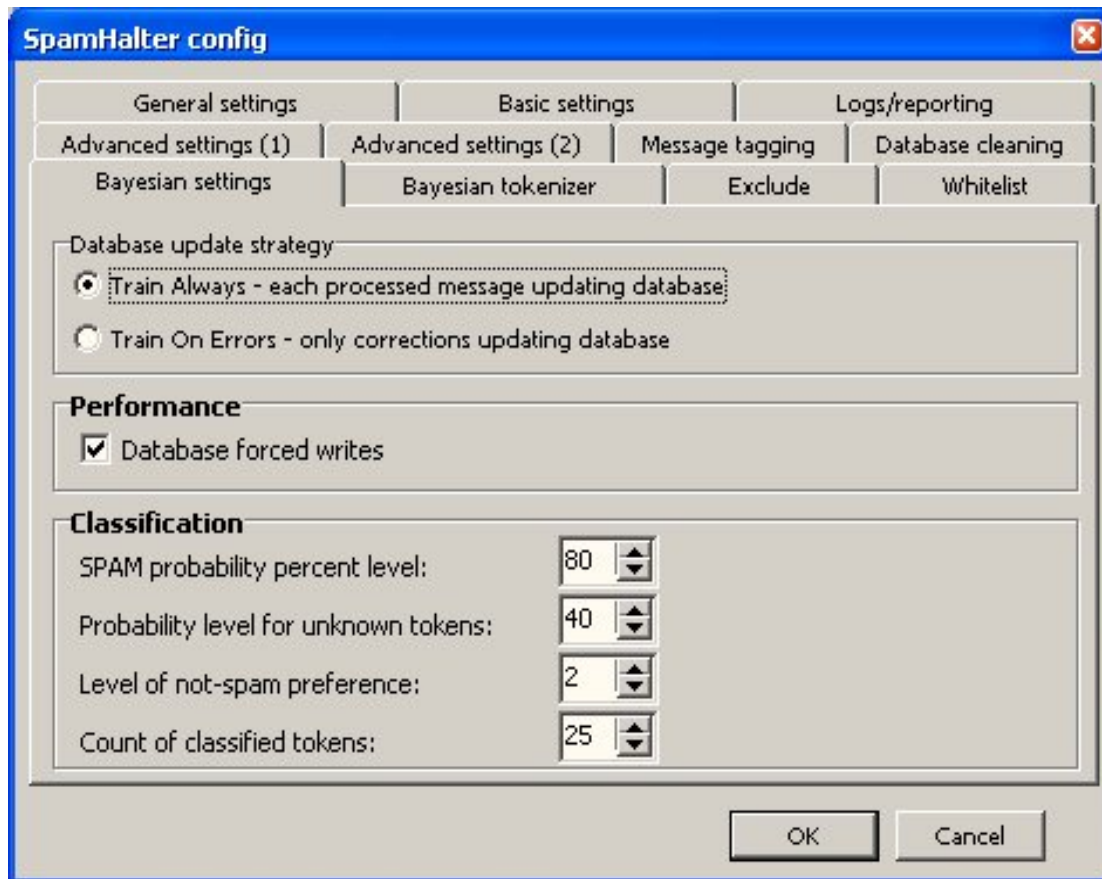 SpamHalter config
General settings Basic settings Logs/reporting
Advanced settings (1) Advanced settings (2) Message tagging Database cleaning
Bayesian settings Bayesian tokenizer Exclude Whitelist
Database update strategy
Train Always - each processed message updating database
Train On Errors - only corrections updating database
Performance
Database forced writes
Classification
SPAM probability percent level: 80
Probability level for unknown tokens: 40
Level of not-spam preference: 2
Count of classified tokens: 25
OK Cancel